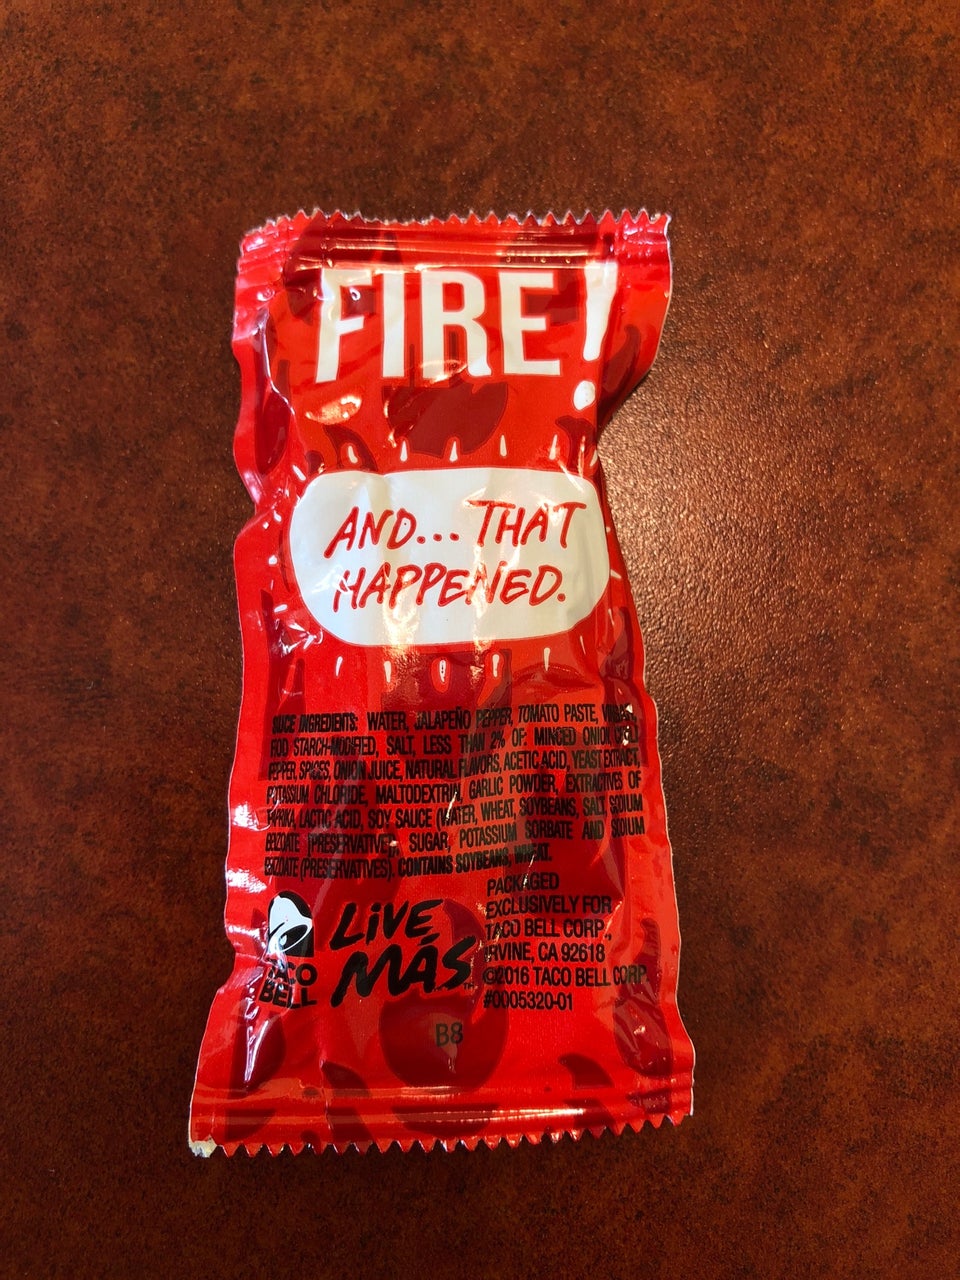 FIRE!
AND... THAT
HAPPENED.
SAUCE INGREDIENTS: WATER, JALAPEÑO PEPPER, TOMATO PASTE, VINEGAR,
FOOD STARCH-MODIFIED, SALT, LESS THAN 2% OF: MINCED ONION, CHILI
PEPPER, SPICES, ONION JUICE, NATURAL FLAVORS, ACETIC ACID, YEAST EXTRACT,
POTASSIUM CHLORIDE, MALTODEXTRIN, GARLIC POWDER, EXTRACTIVES OF
PAPRIKA, LACTIC ACID, SOY SAUCE (WATER, WHEAT, SOYBEANS, SALT, SODIUM
BENZOATE [PRESERVATIVE]), SUGAR, POTASSIUM SORBATE AND SODIUM
BENZOATE (PRESERVATIVES). CONTAINS SOYBEANS, WHEAT.
TACO
BELL
LIVE
MÁS™
PACKAGED
EXCLUSIVELY FOR
TACO BELL CORP.,
IRVINE, CA 92618
©2016 TACO BELL CORP.
#0005320-01
B8